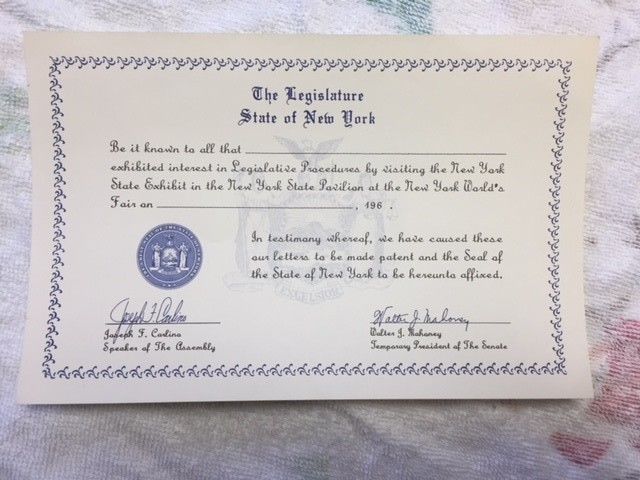 The Legislature
State of New York
Be it known to all that
exhibited interest in Legislative Procedures by visiting the New York
State Exhibit in the New York State Pavilion at the New York World's
Fair on , 196 .
In testimony whereof, we have caused these
our letters to be made patent and the Seal of
the State of New York to be hereunto affixed.
EXCELSIOR
Joseph F. Carlino
Joseph F. Carlino
Speaker of The Assembly
Walter J. Mahoney
Walter J. Mahoney
Temporary President of The Senate